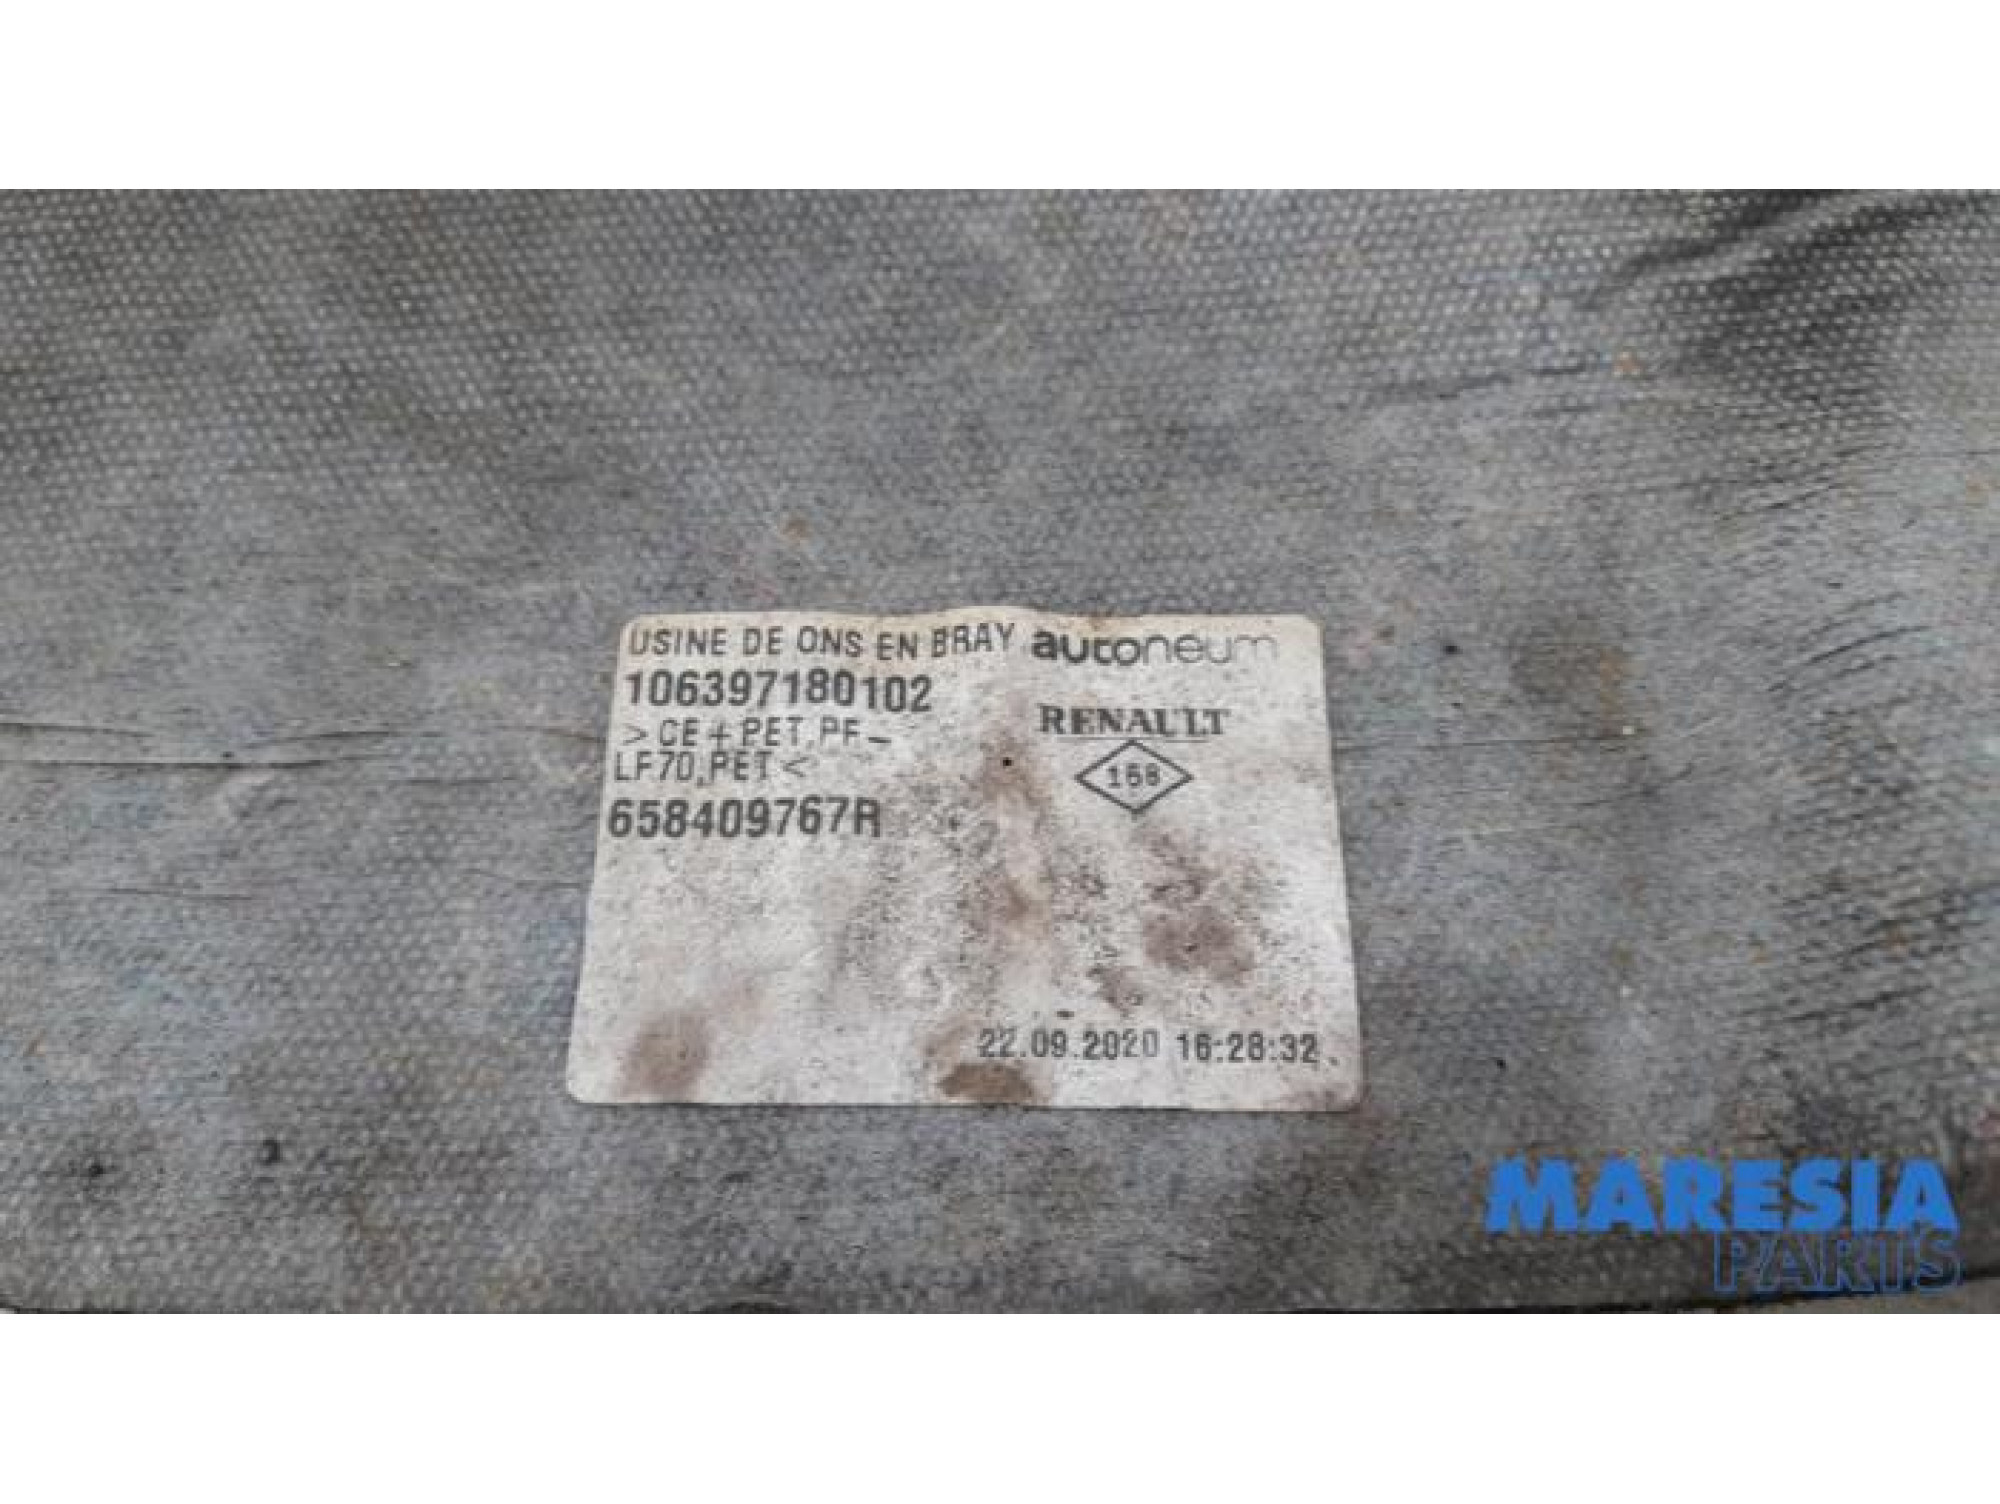 USINE DE ONS EN BRAY autoneum
106397180102
RENAULT
>CE+PET,PF-
LF70,PET<
168
658409767R
22.09.2020 16:28:32
MARESIA
PARTS